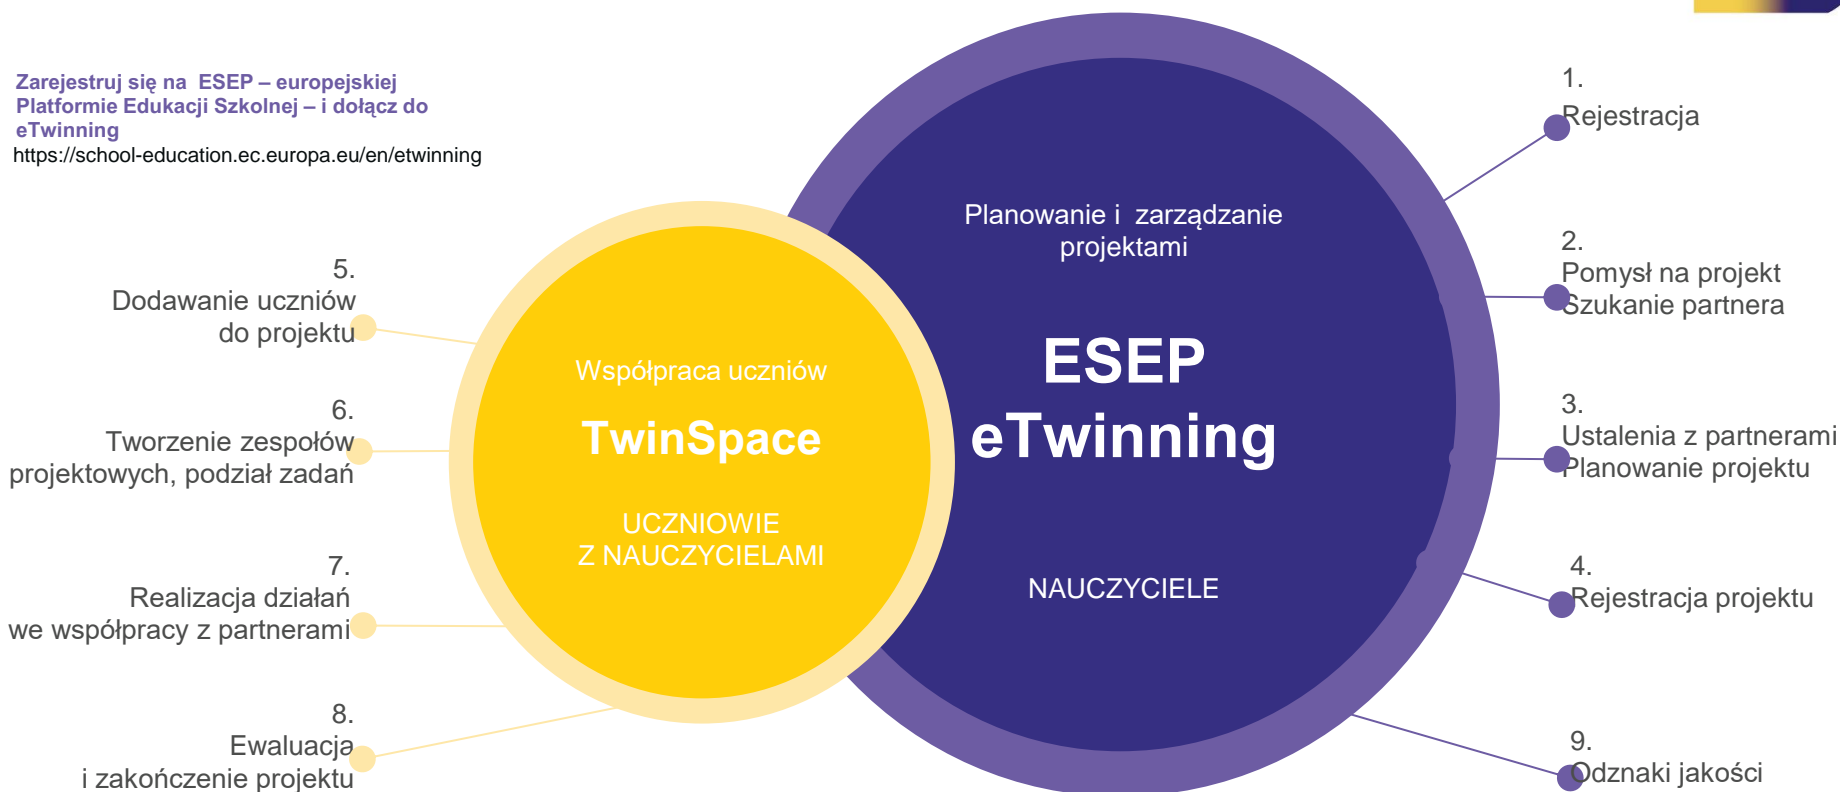 Zarejestruj się na  ESEP – europejskiej
Platformie Edukacji Szkolnej – i dołącz do
eTwinning
https://school-education.ec.europa.eu/en/etwinning
5.
Dodawanie uczniów
do projektu
6.
Tworzenie zespołów
projektowych, podział zadań
7.
Realizacja działań
we współpracy z partnerami
8.
Ewaluacja
i zakończenie projektu
Współpraca uczniów
TwinSpace
UCZNIOWIE
Z NAUCZYCIELAMI
Planowanie i  zarządzanie
projektami
ESEP
eTwinning
NAUCZYCIELE
1.
Rejestracja
2.
Pomysł na projekt
Szukanie partnera
3.
Ustalenia z partnerami
Planowanie projektu
4.
Rejestracja projektu
9.
Odznaki jakości